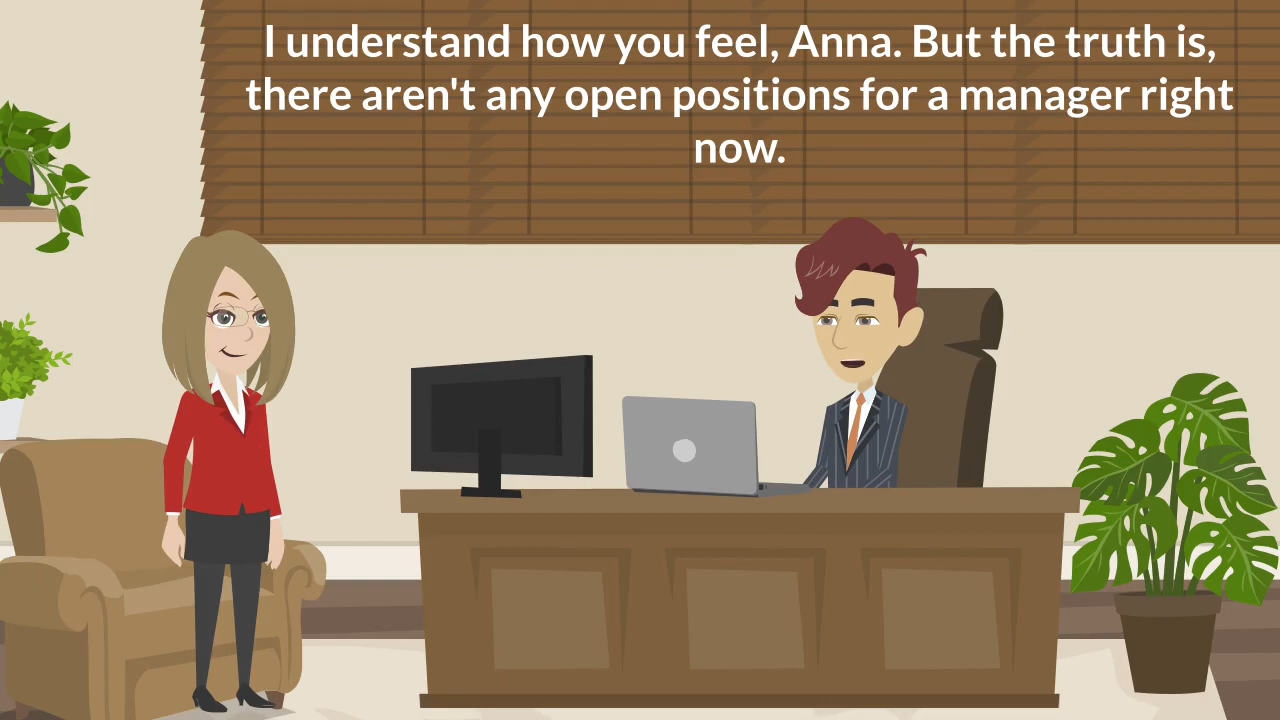 I understand how you feel, Anna. But the truth is,
there aren't any open positions for a manager right
now.